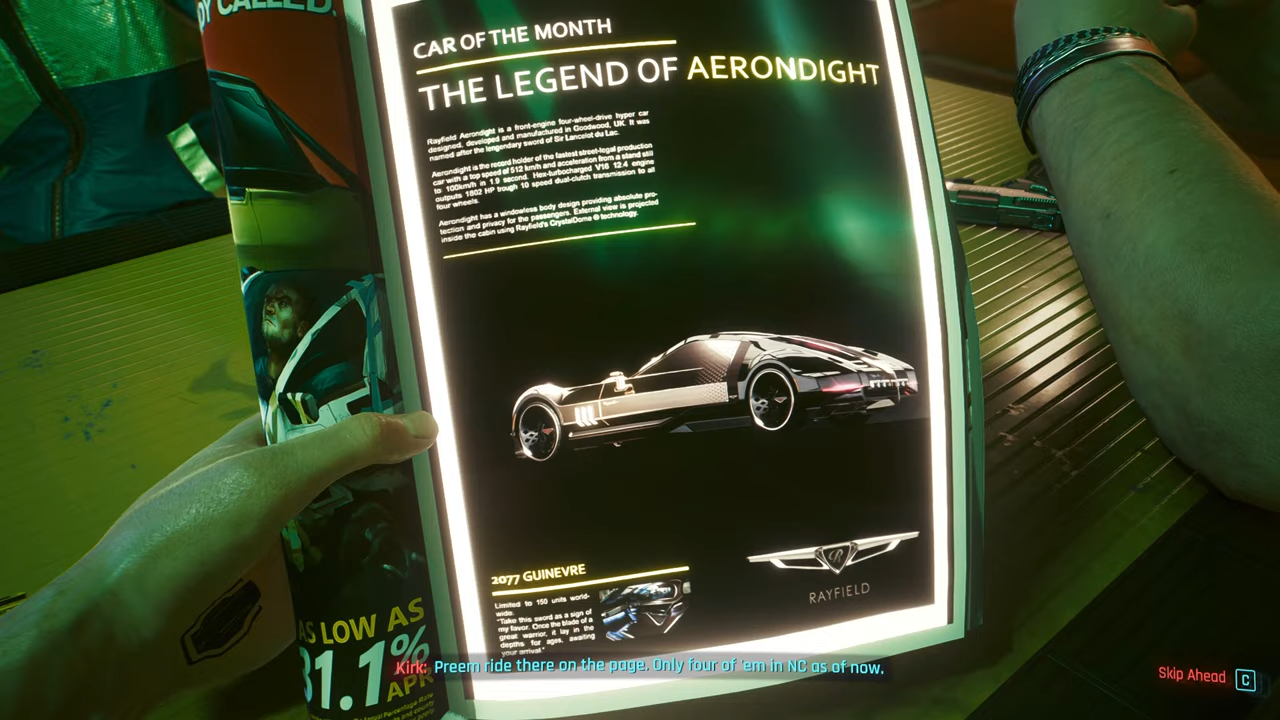 DY CALLED.
CAR OF THE MONTH
THE LEGEND OF AERONDIGHT
Rayfield Aerondight is a front-engine four-wheel-drive hyper car
designed, developed and manufactured in Goodwood, UK. It was
named after the lengendary sword of Sir Lancelot du Lac.
Aerondight is the record holder of the fastest street-legal production
car with a top speed of 512 km/h and acceleration from a stand still
to 100km/h in 1.9 second. Hex-turbocharged V16 12.4 engine
outputs 1802 HP trough 10 speed dual-clutch transmission to all
four wheels.
Aerondight has a windowless body design providing absolute pro-
tection and privacy for the passengers. External view is projected
inside the cabin using Rayfield's CrystalDome ® technology.
2077 GUINEVRE
Limited to 150 units world-
wide.
"Take this sword as a sign of
my favor. Once the blade of a
great warrior, it lay in the
depths for ages, awaiting
your arrival."
R
RAYFIELD
AS LOW AS
31.1%
APR
Annual Percentage Rate
Kirk: Preem ride there on the page. Only four of 'em in NC as of now.
Skip Ahead C